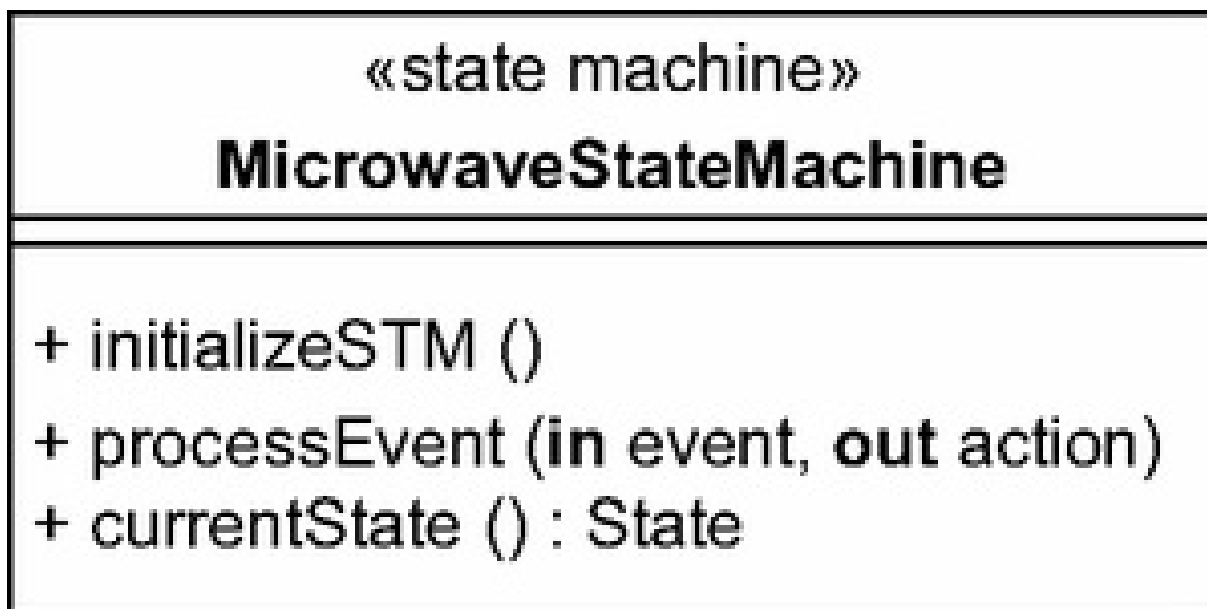 «state machine»
MicrowaveStateMachine
+ initializeSTM ()
+ processEvent (in event, out action)
+ currentState () : State